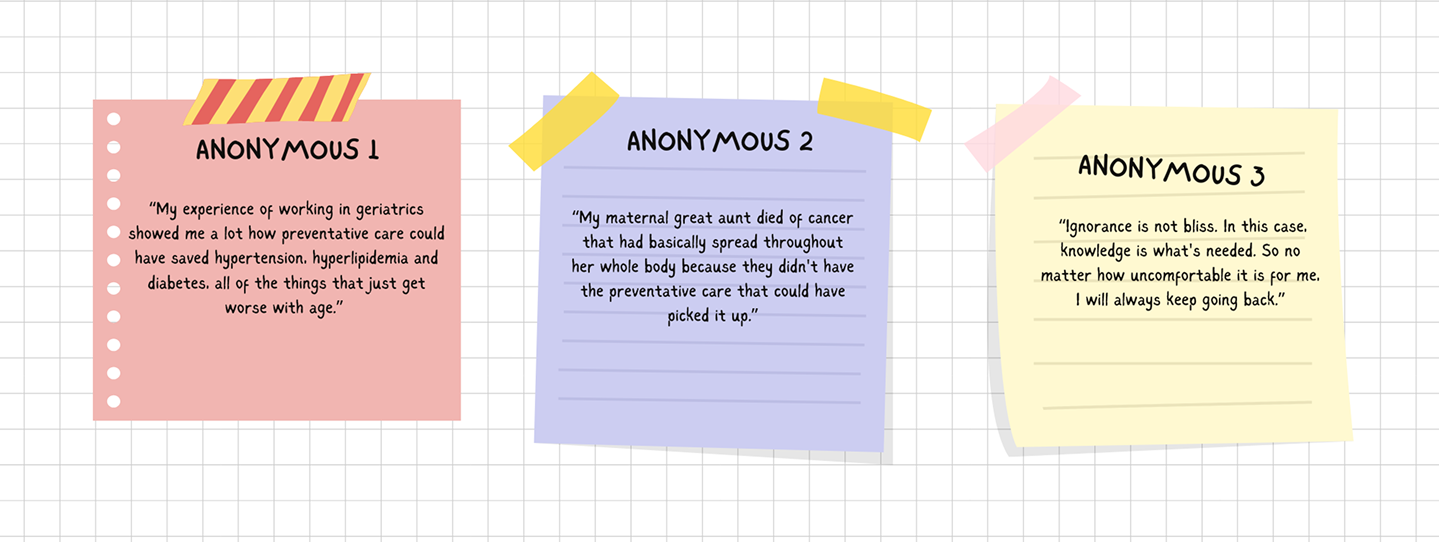 ANONYMOUS 1
“My experience of working in geriatrics
showed me a lot how preventative care could
have saved hypertension, hyperlipidemia and
diabetes, all of the things that just get
worse with age.”
ANONYMOUS 2
“My maternal great aunt died of cancer
that had basically spread throughout
her whole body because they didn't have
the preventative care that could have
picked it up.”
ANONYMOUS 3
“Ignorance is not bliss. In this case,
knowledge is what's needed. So no
matter how uncomfortable it is for me,
I will always keep going back.”